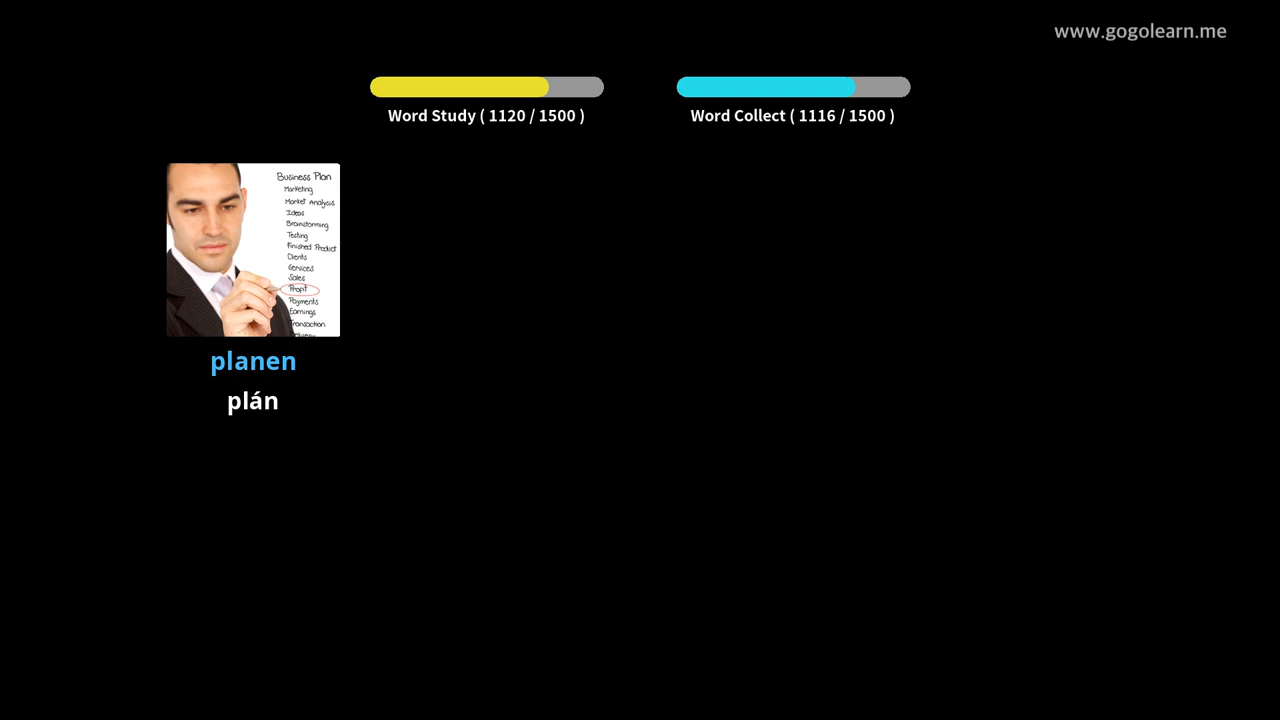 www.gogolearn.me
Word Study ( 1120 / 1500 )
Word Collect ( 1116 / 1500 )
Business Plan
Marketing
Market Analysis
Ideas
Brainstorming
Testing
Finished Product
Clients
Services
Sales
Profit
Payments
Earnings
Transaction
planen
plán